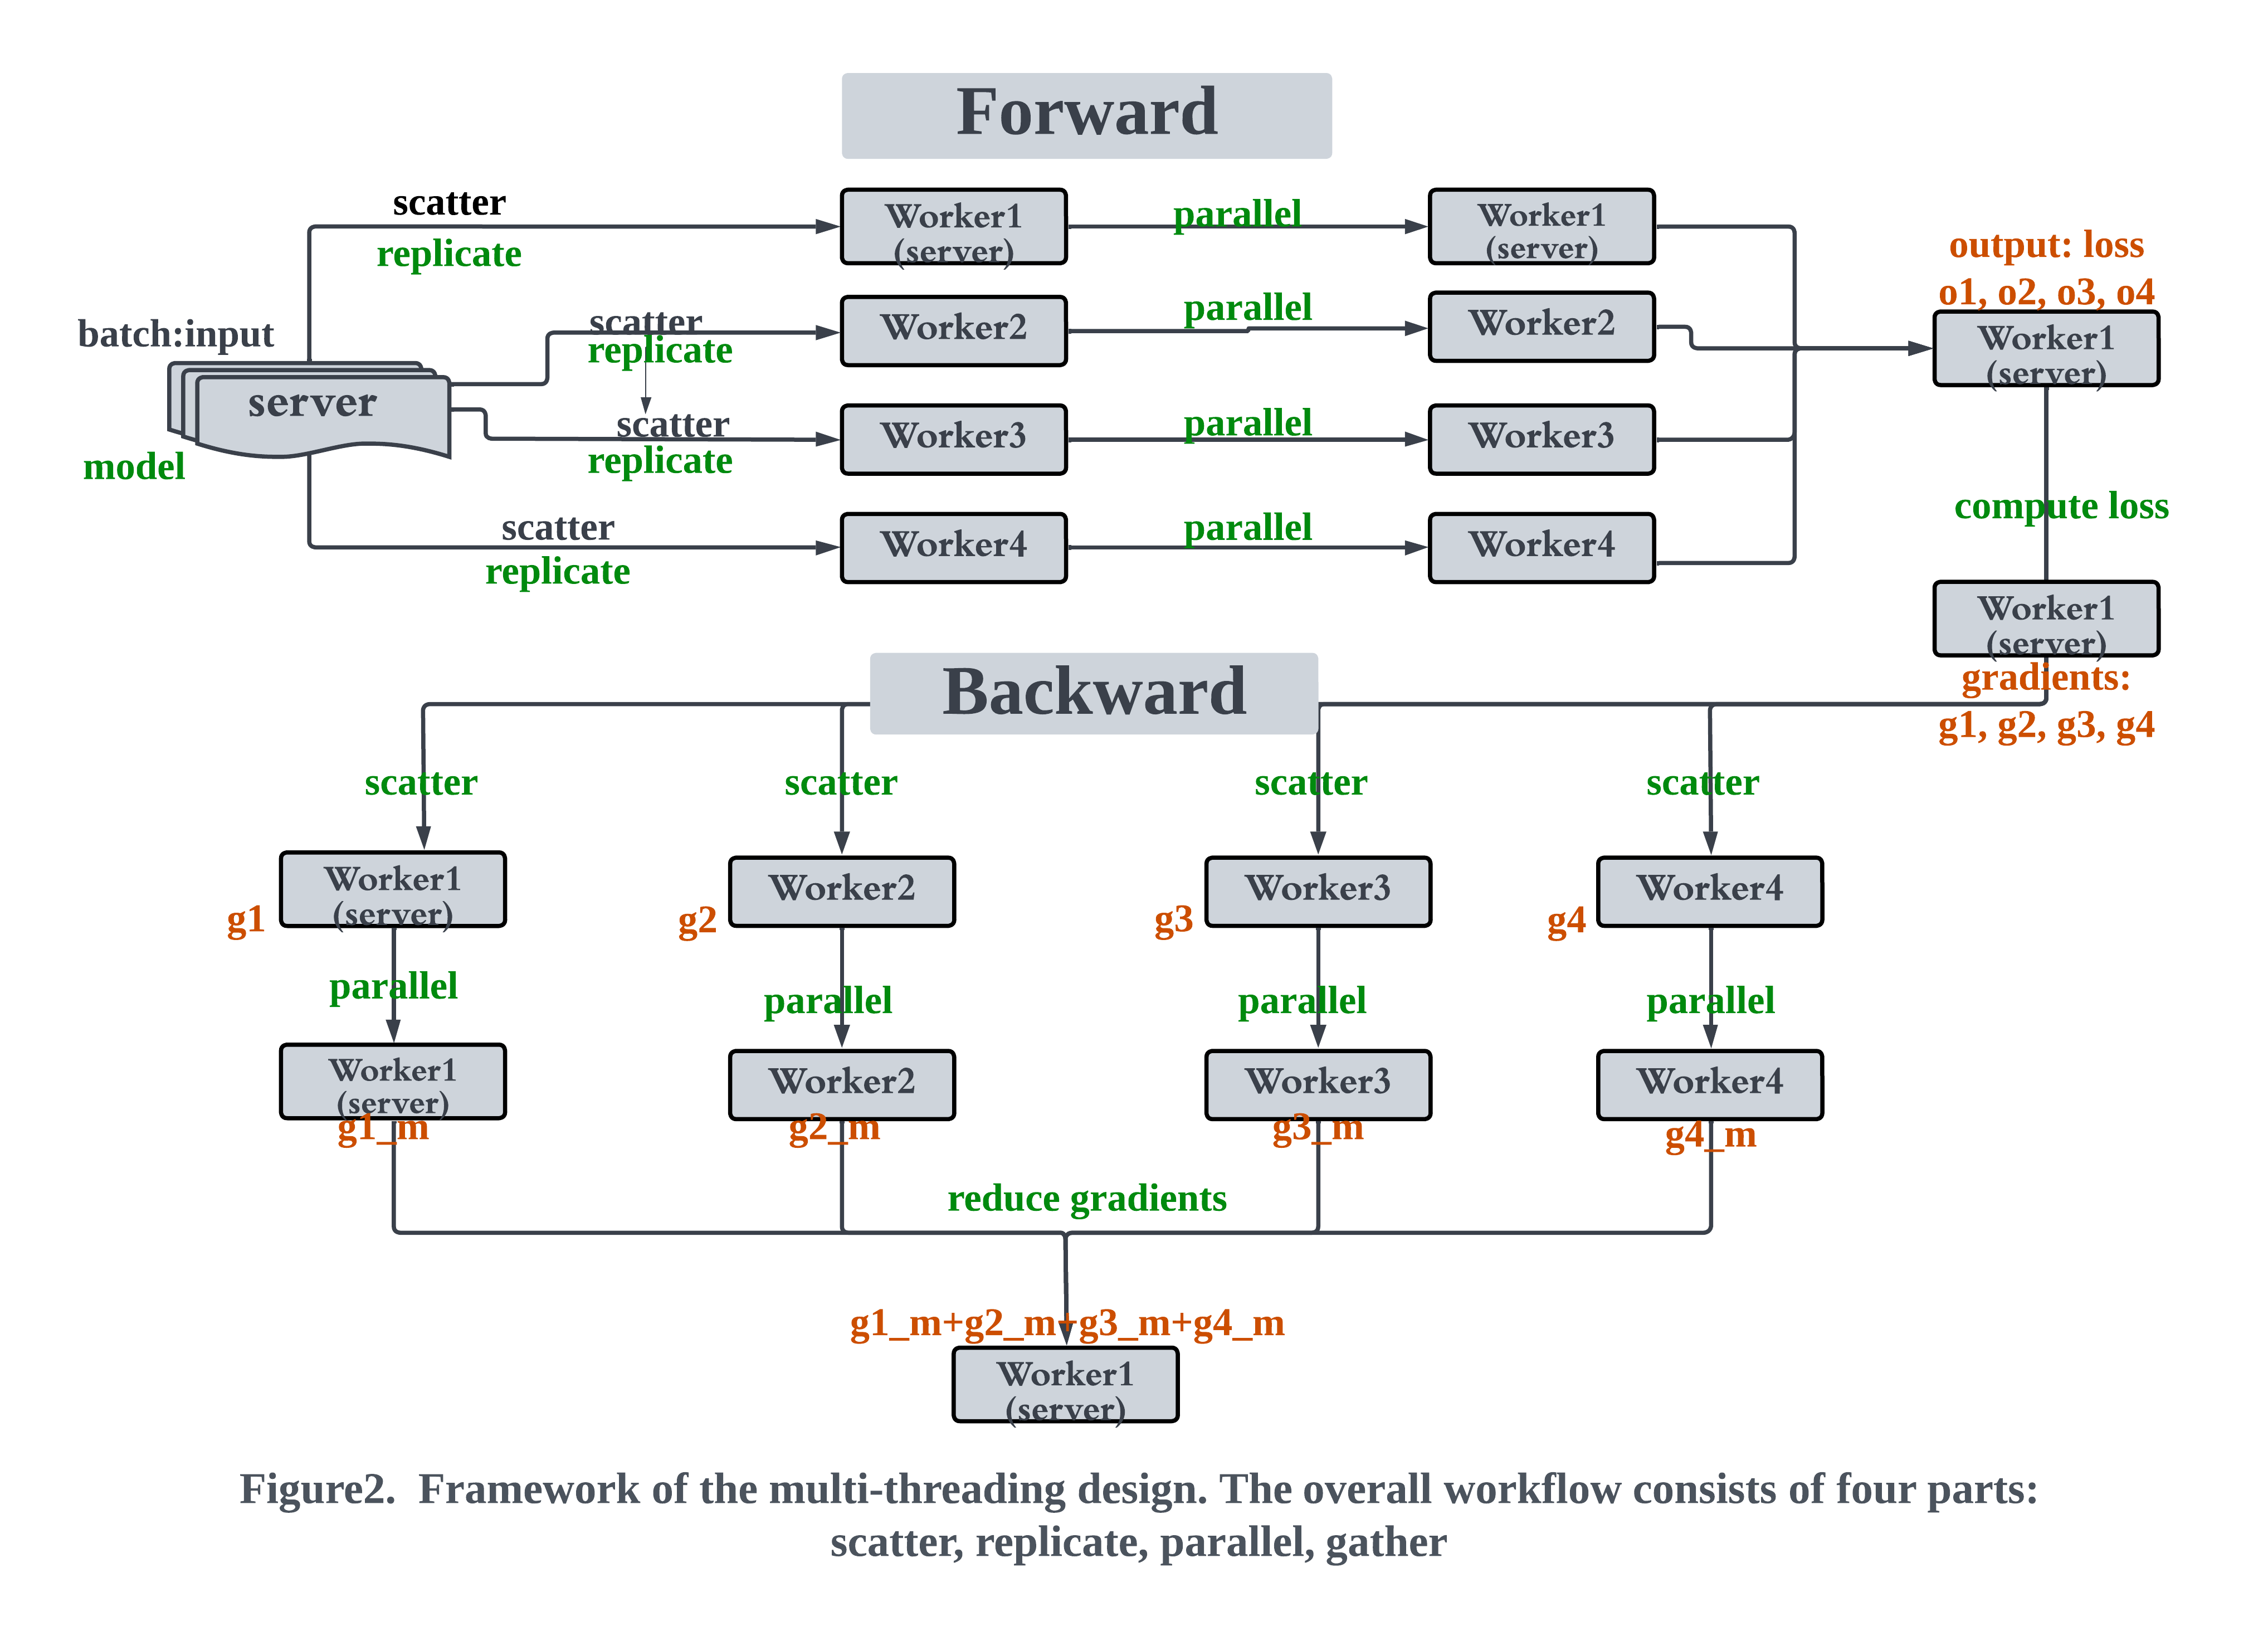 Forward
scatter
replicate
Worker1
(server)
parallel
Worker1
(server)
output: loss
o1, o2, o3, o4
Worker1
(server)
batch:input
server
model
scatter
replicate
Worker2
parallel
Worker2
scatter
replicate
Worker3
parallel
Worker3
scatter
replicate
Worker4
parallel
Worker4
compute loss
Worker1
(server)
gradients:
g1, g2, g3, g4
Backward
scatter
scatter
scatter
scatter
Worker1
(server)
g1
Worker2
g2
Worker3
g3
Worker4
g4
parallel
parallel
parallel
parallel
Worker1
(server)
g1_m
Worker2
g2_m
Worker3
g3_m
Worker4
g4_m
reduce gradients
g1_m+g2_m+g3_m+g4_m
Worker1
(server)
Figure2. Framework of the multi-threading design. The overall workflow consists of four parts:
scatter, replicate, parallel, gather